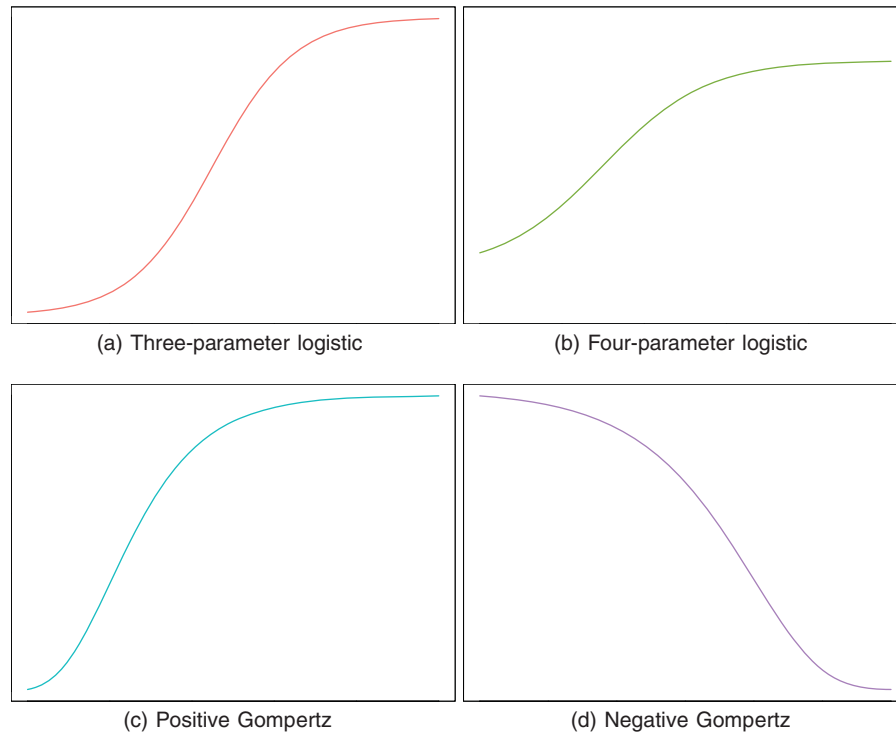 (a) Three-parameter logistic
(b) Four-parameter logistic
(c) Positive Gompertz
(d) Negative Gompertz